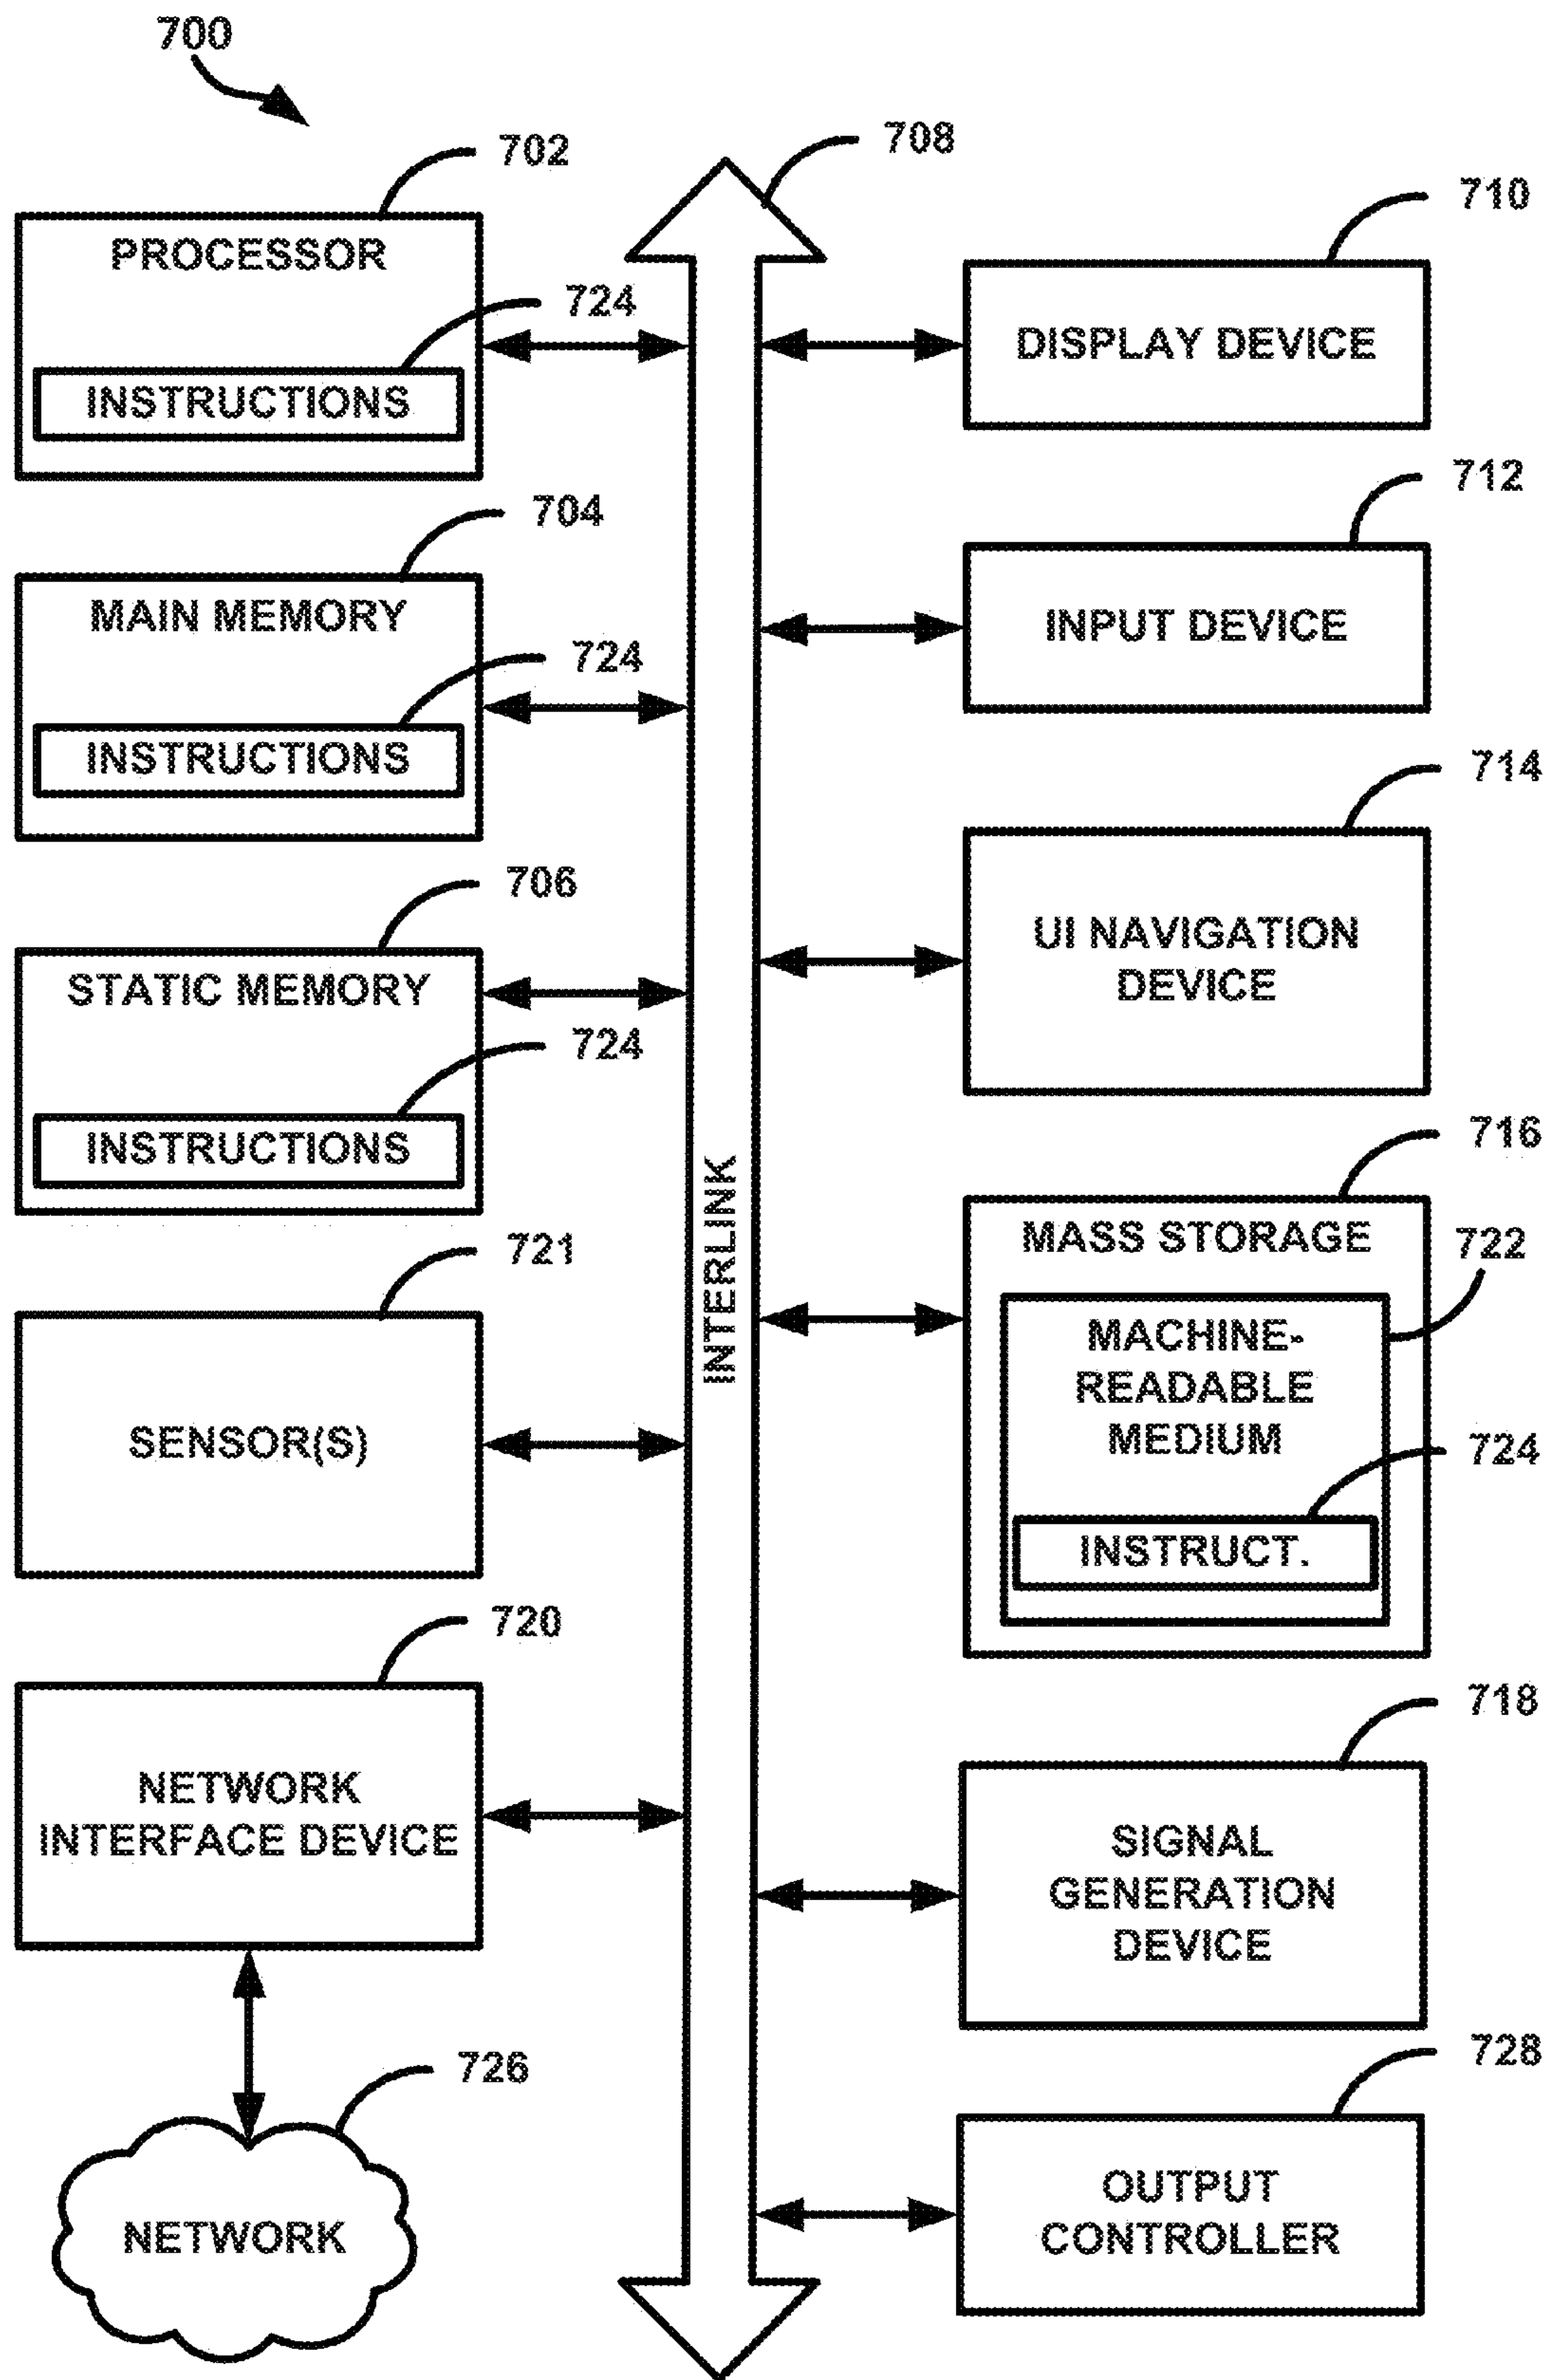 700
702
PROCESSOR
724
INSTRUCTIONS
704
MAIN MEMORY
724
INSTRUCTIONS
706
STATIC MEMORY
724
INSTRUCTIONS
721
SENSOR(S)
720
NETWORK
INTERFACE DEVICE
726
NETWORK
708
INTERLINK
710
DISPLAY DEVICE
712
INPUT DEVICE
714
UI NAVIGATION
DEVICE
716
MASS STORAGE
722
MACHINE-
READABLE
MEDIUM
724
INSTRUCT.
718
SIGNAL
GENERATION
DEVICE
728
OUTPUT
CONTROLLER